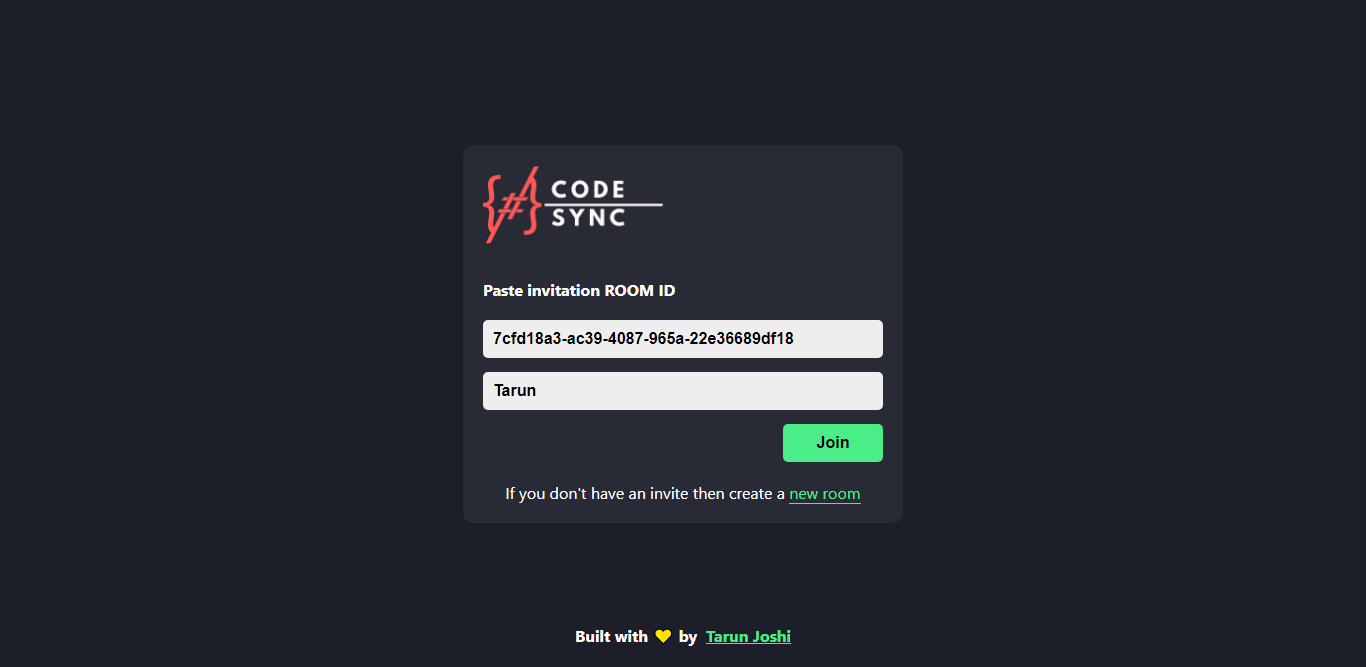 {#}
CODE
SYNC
Paste invitation ROOM ID
7cfd18a3-ac39-4087-965a-22e36689df18
Tarun
Join
If you don't have an invite then create a new room
Built with 💛 by Tarun Joshi